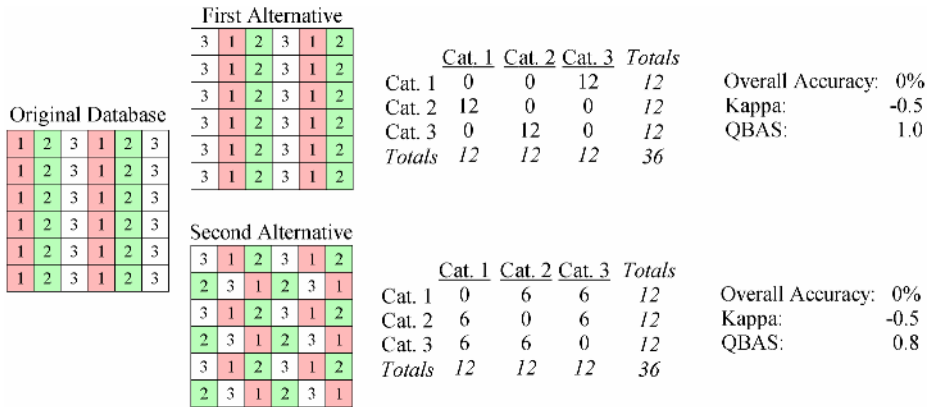 Original Database
1 2 3 1 2 3
1 2 3 1 2 3
1 2 3 1 2 3
1 2 3 1 2 3
1 2 3 1 2 3
1 2 3 1 2 3
First Alternative
3 1 2 3 1 2
3 1 2 3 1 2
3 1 2 3 1 2
3 1 2 3 1 2
3 1 2 3 1 2
3 1 2 3 1 2
Cat. 1 Cat. 2 Cat. 3 Totals
Cat. 1 0 0 12 12
Cat. 2 12 0 0 12
Cat. 3 0 12 0 12
Totals 12 12 12 36
Overall Accuracy: 0%
Kappa: -0.5
QBAS: 1.0
Second Alternative
3 1 2 3 1 2
2 3 1 2 3 1
3 1 2 3 1 2
2 3 1 2 3 1
3 1 2 3 1 2
2 3 1 2 3 1
Cat. 1 Cat. 2 Cat. 3 Totals
Cat. 1 0 6 6 12
Cat. 2 6 0 6 12
Cat. 3 6 6 0 12
Totals 12 12 12 36
Overall Accuracy: 0%
Kappa: -0.5
QBAS: 0.8